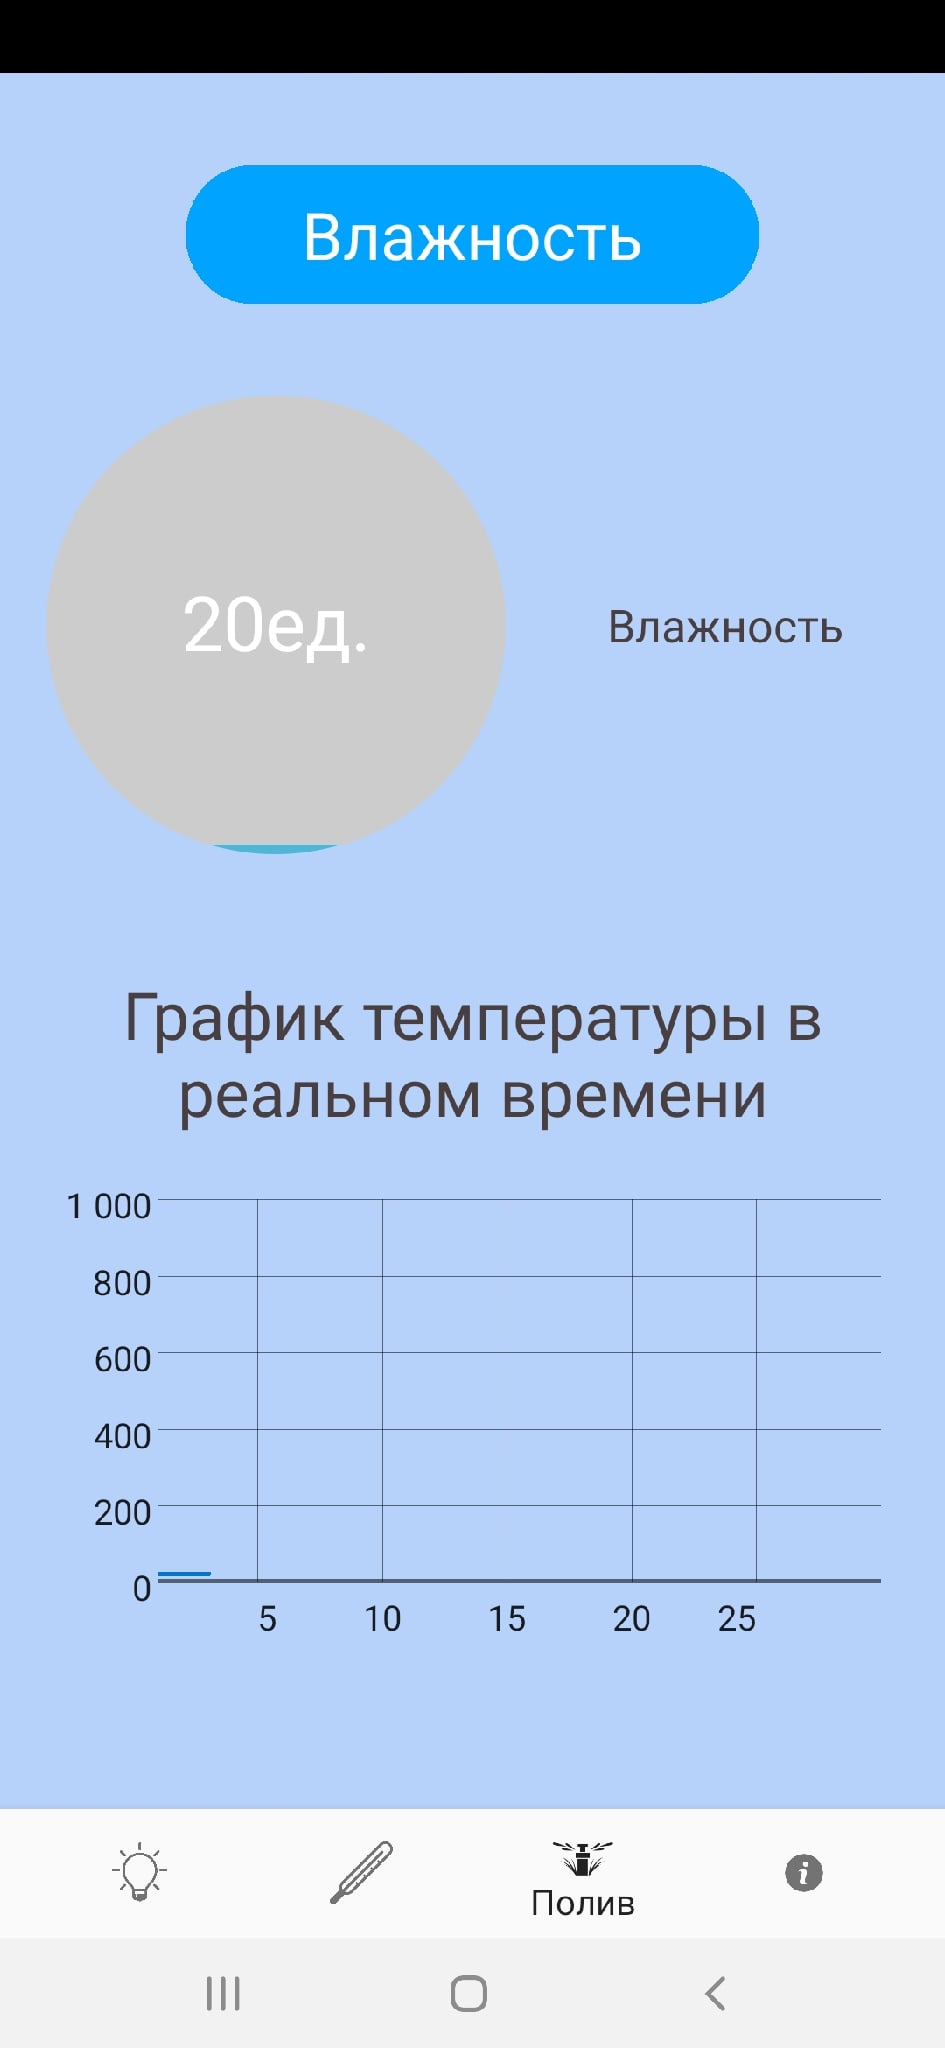 Влажность
20ед.
Влажность
График температуры в
реальном времени
1 000
800
600
400
200
0
5 10 15 20 25
Полив